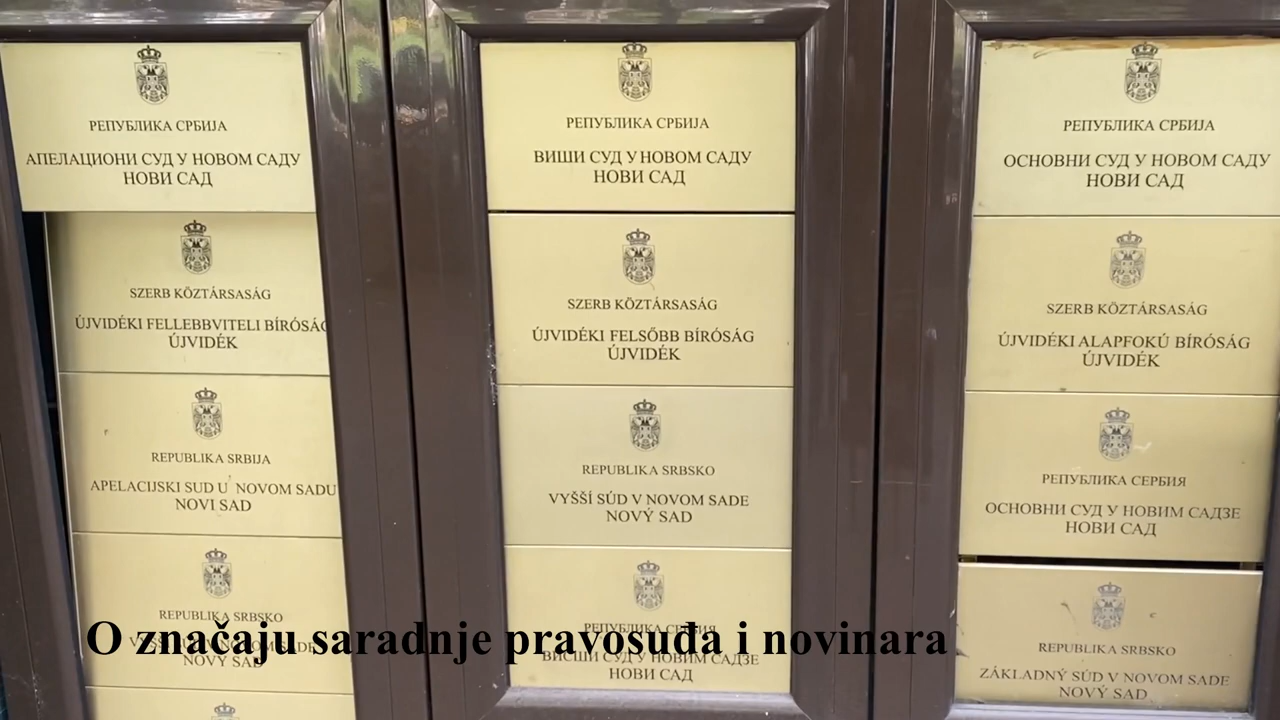 РЕПУБЛИКА СРБИЈА
АПЕЛАЦИОНИ СУД У НОВОМ САДУ
НОВИ САД
SZERB KÖZTÁRSASÁG
ÚJVIDÉKI FELLEBBVITELI BÍRÓSÁG
ÚJVIDÉK
REPUBLIKA SRBIJA
APELACIJSKI SUD U NOVOM SADU
NOVI SAD
REPUBLIKA SRBSKO
NOVÝ SAD
РЕПУБЛИКА СРБИЈА
ВИШИ СУД У НОВОМ САДУ
НОВИ САД
SZERB KÖZTÁRSASÁG
ÚJVIDÉKI FELSŐBB BÍRÓSÁG
ÚJVIDÉK
REPUBLIKA SRBSKO
VYŠŠÍ SÚD V NOVOM SADE
NOVÝ SAD
РЕПУБЛИКА СЕРБИЯ
ВИСШИ СУД У НОВИМ САДЗЕ
НОВИ САД
РЕПУБЛИКА СРБИЈА
ОСНОВНИ СУД У НОВОМ САДУ
НОВИ САД
SZERB KÖZTÁRSASÁG
ÚJVIDÉKI ALAPFOKÚ BÍRÓSÁG
ÚJVIDÉK
РЕПУБЛИКА СЕРБИЯ
ОСНОВНИ СУД У НОВИМ САДЗЕ
НОВИ САД
REPUBLIKA SRBSKO
ZÁKLADNÝ SÚD V NOVOM SADE
NOVÝ SAD
O značaju saradnje pravosuđa i novinara